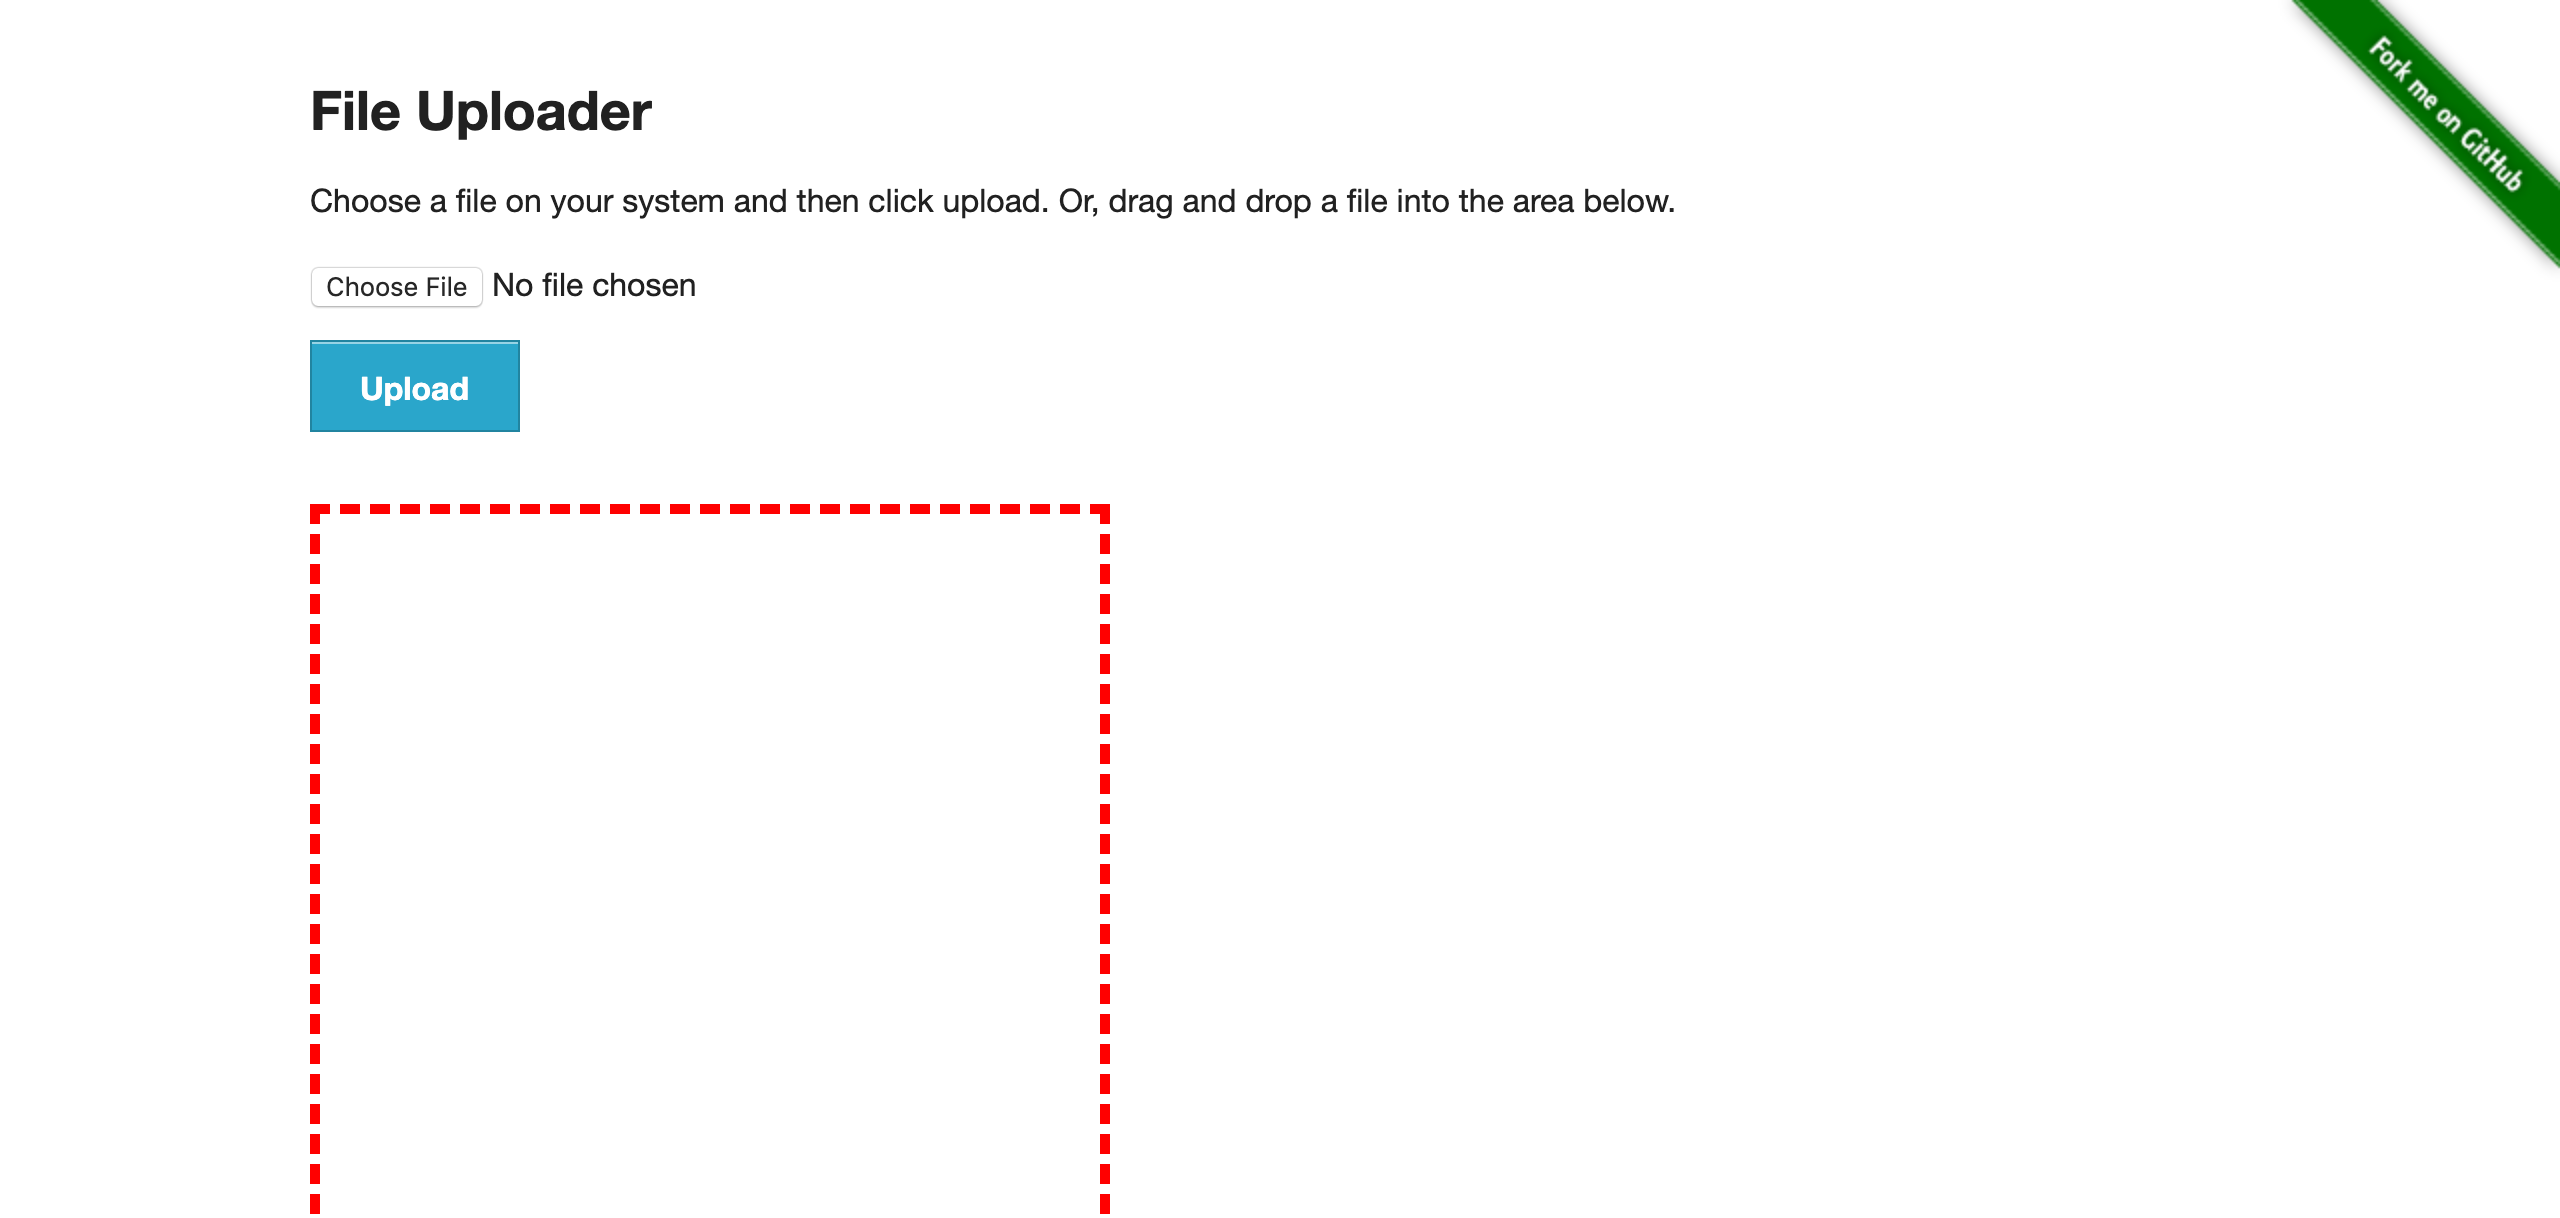 File Uploader
Choose a file on your system and then click upload. Or, drag and drop a file into the area below.
Choose File No file chosen
Upload
Fork me on GitHub